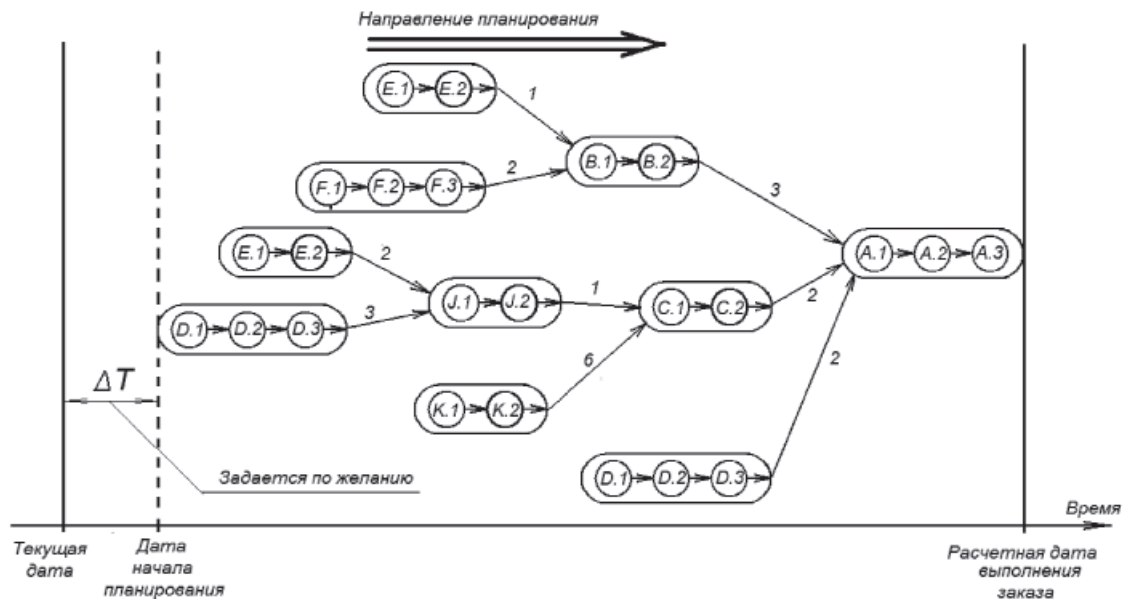 Направление планирования
E.1 E.2 1
B.1 B.2
F.1 F.2 F.3 2
3
E.1 E.2 2
A.1 A.2 A.3
J.1 J.2 1
C.1 C.2 2
D.1 D.2 D.3 3
6 2
ΔT
K.1 K.2
Задается по желанию
D.1 D.2 D.3
Время
Текущая
дата
Дата
начала
планирования
Расчетная дата
выполнения
заказа